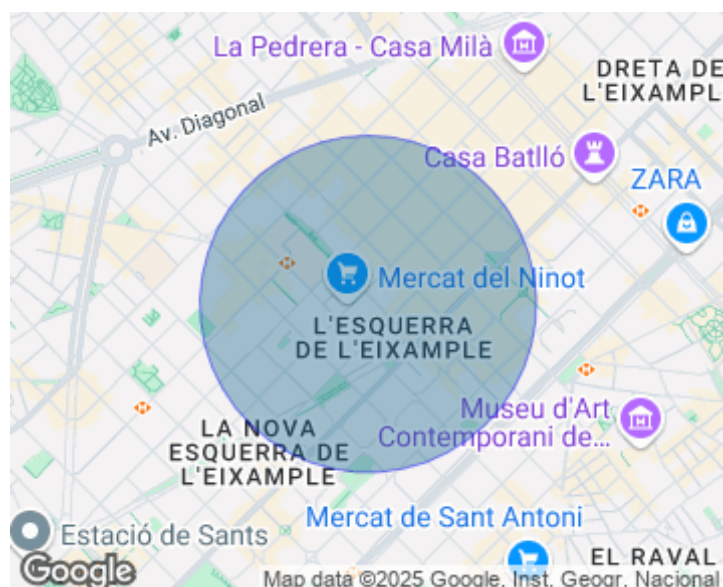 La Pedrera - Casa Milà
DRETA DE
L'EIXAMPL
Av. Diagonal
Casa Batlló
ZARA
Mercat del Ninot
L'ESQUERRA
DE L'EIXAMPLE
Museu d'Art
Contemporani de...
LA NOVA
ESQUERRA DE
L'EIXAMPLE
Mercat de Sant Antoni
Estació de Sants
EL RAVAL
Google
Map data ©2025 Google, Inst. Geogr. Nacional